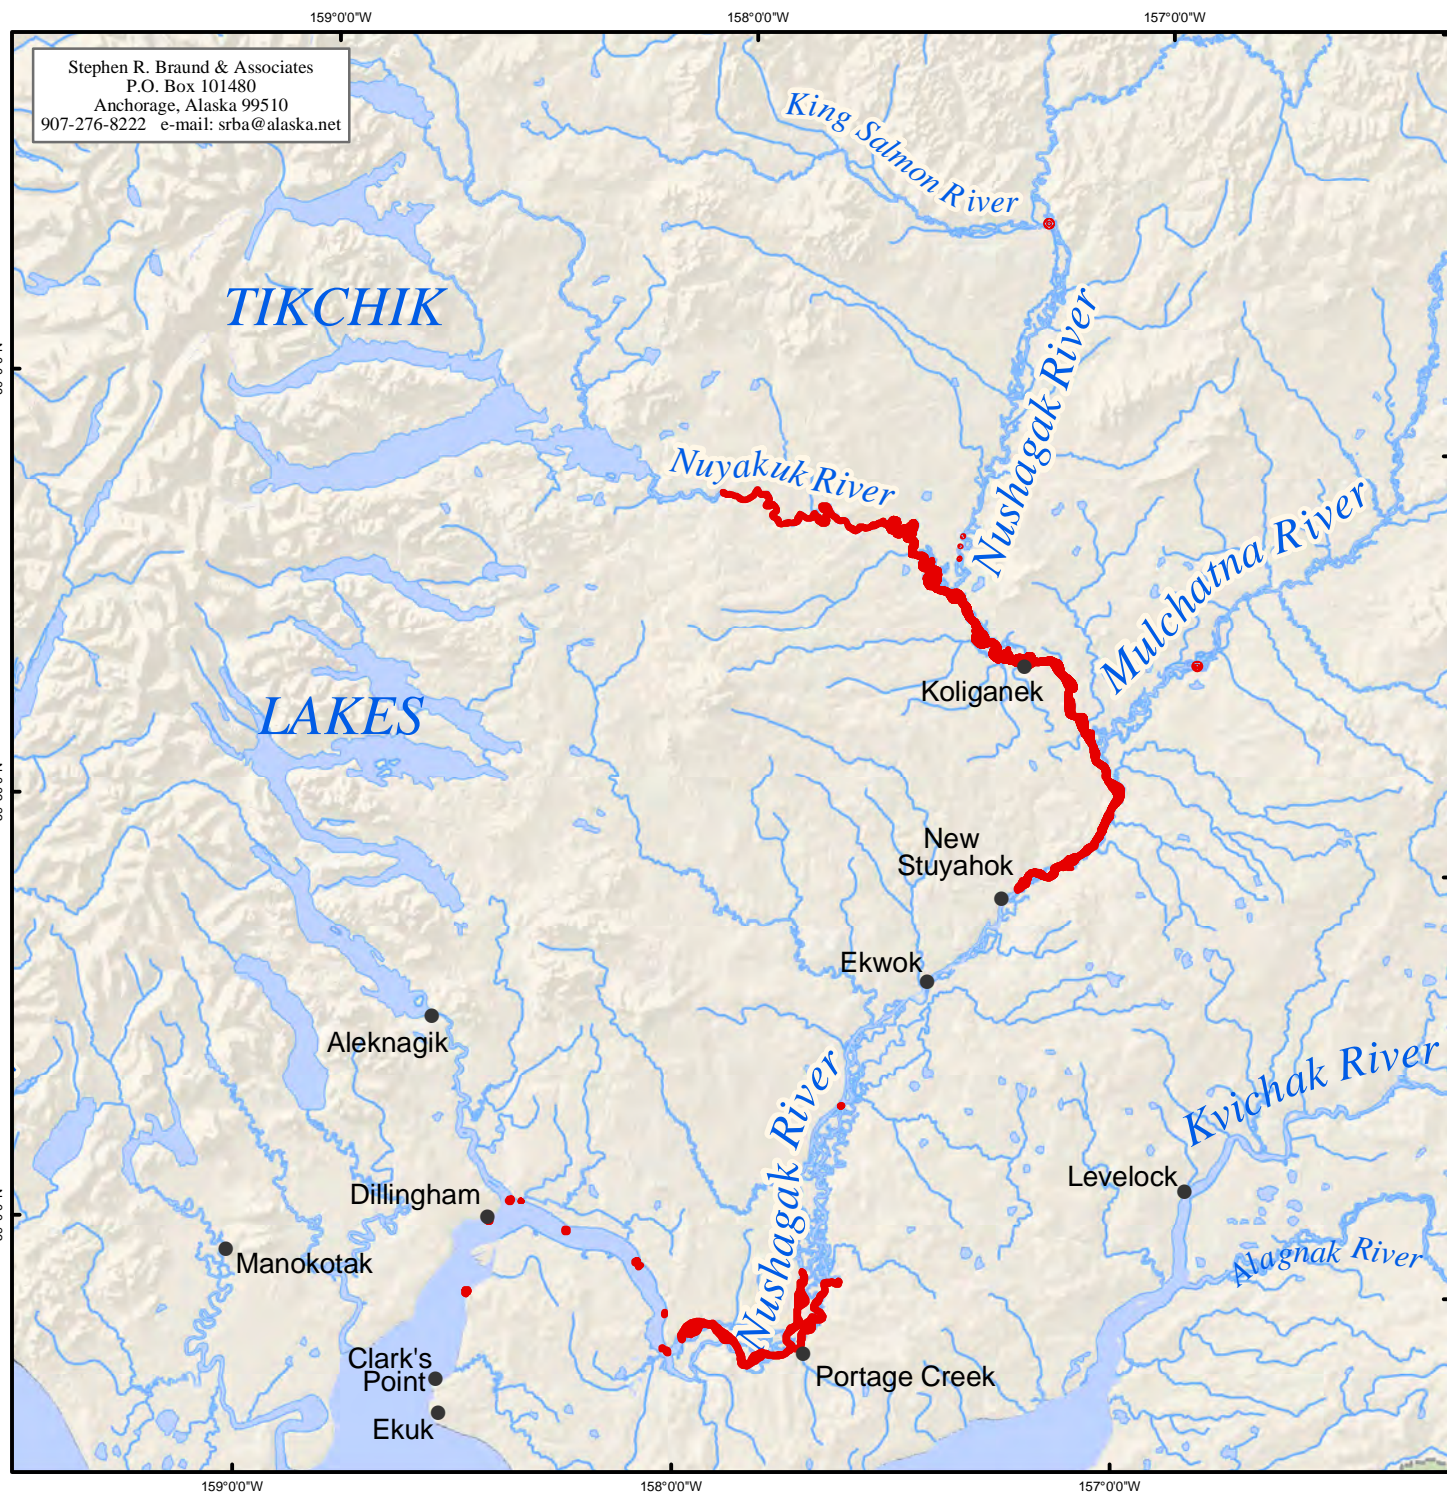 159°0'0"W
158°0'0"W
157°0'0"W
Stephen R. Braund & Associates
P.O. Box 101480
Anchorage, Alaska 99510
907-276-8222 e-mail: srba@alaska.net
King Salmon River
TIKCHIK
Nushagak River
Nuyakuk River
Mulchatna River
Koliganek
LAKES
New
Stuyahok
Ekwok
Aleknagik
Kvichak River
Nushagak River
Levelock
Dillingham
Manokotak
Alagnak River
Clark's
Point
Portage Creek
Ekuk
159°0'0"W
158°0'0"W
157°0'0"W